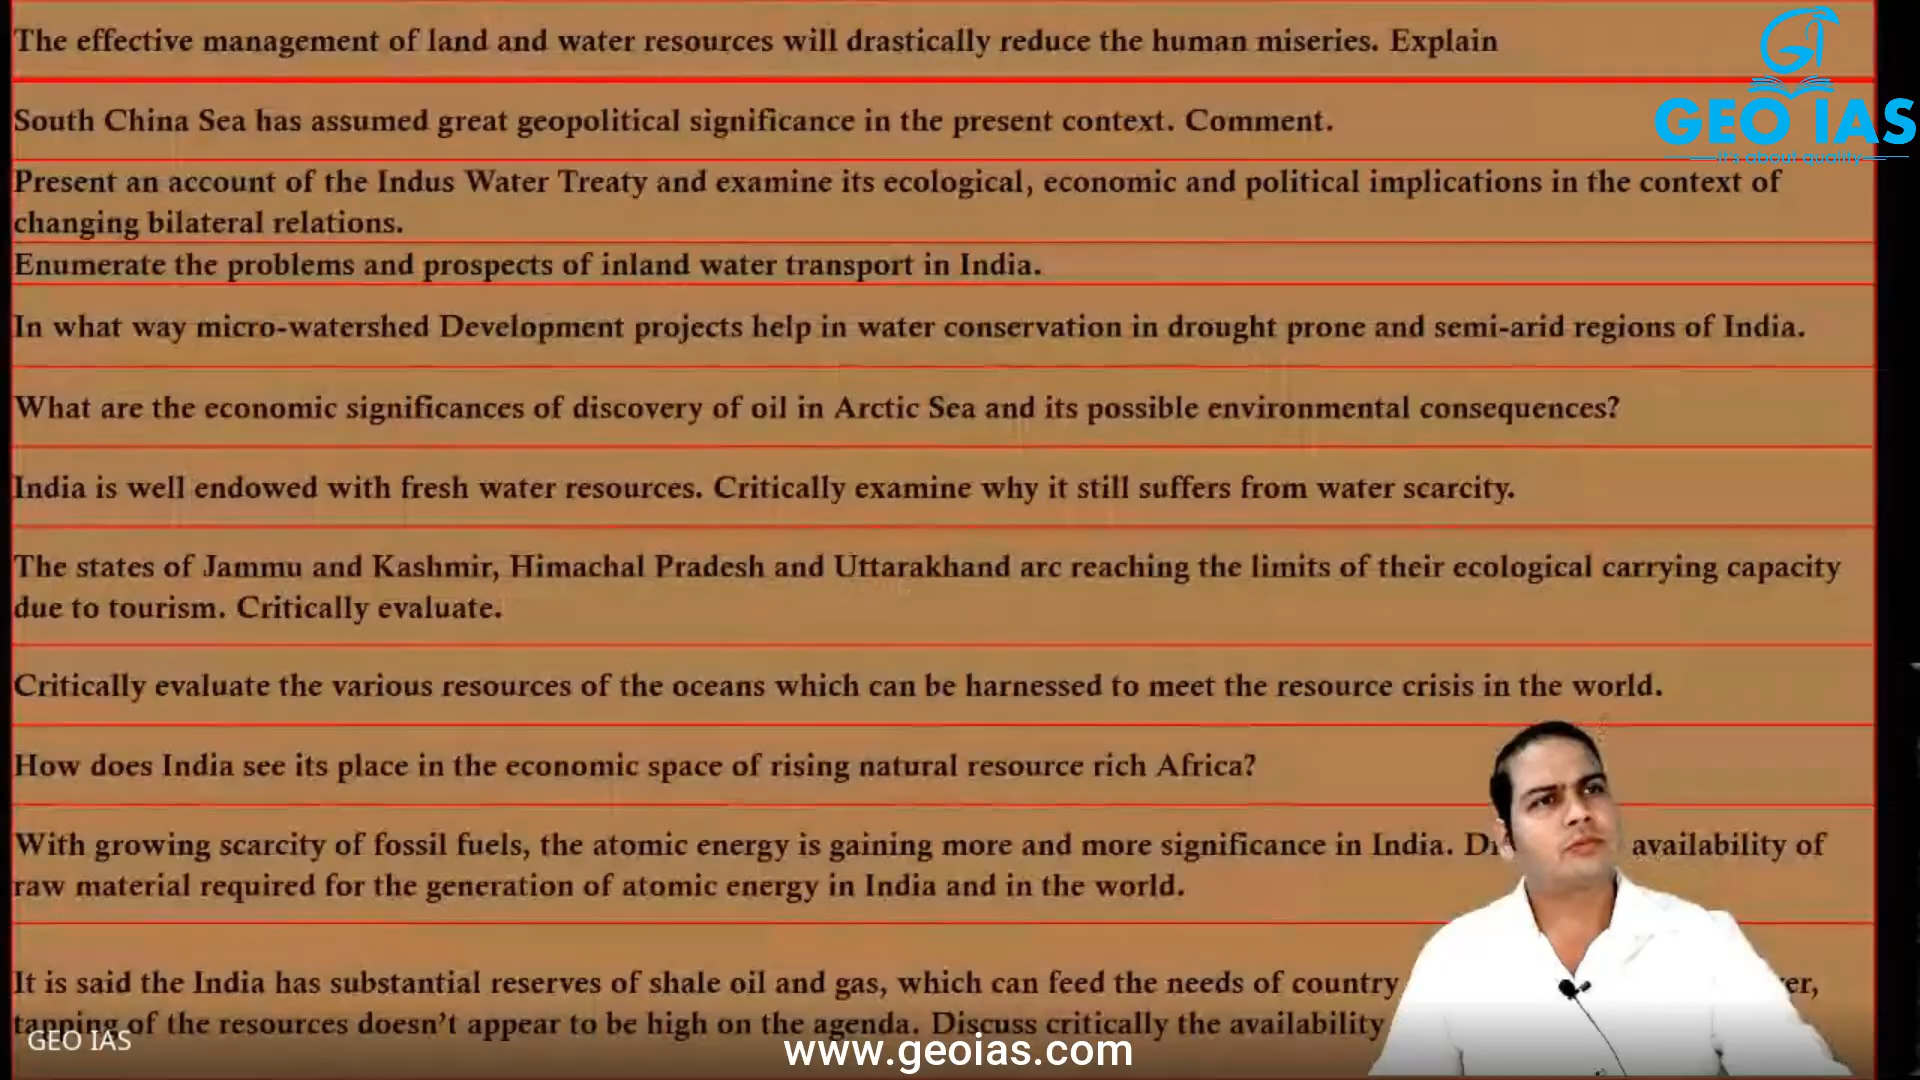 The effective management of land and water resources will drastically reduce the human miseries. Explain
GEO IAS
It's about quality
South China Sea has assumed great geopolitical significance in the present context. Comment.
Present an account of the Indus Water Treaty and examine its ecological, economic and political implications in the context of
changing bilateral relations.
Enumerate the problems and prospects of inland water transport in India.
In what way micro-watershed Development projects help in water conservation in drought prone and semi-arid regions of India.
What are the economic significances of discovery of oil in Arctic Sea and its possible environmental consequences?
India is well endowed with fresh water resources. Critically examine why it still suffers from water scarcity.
The states of Jammu and Kashmir, Himachal Pradesh and Uttarakhand arc reaching the limits of their ecological carrying capacity
due to tourism. Critically evaluate.
Critically evaluate the various resources of the oceans which can be harnessed to meet the resource crisis in the world.
How does India see its place in the economic space of rising natural resource rich Africa?
With growing scarcity of fossil fuels, the atomic energy is gaining more and more significance in India. availability of
raw material required for the generation of atomic energy in India and in the world.
It is said the India has substantial reserves of shale oil and gas, which can feed the needs of country
tapping of the resources doesn't appear to be high on the agenda. Discuss critically the availability
GEO IAS
www.geoias.com